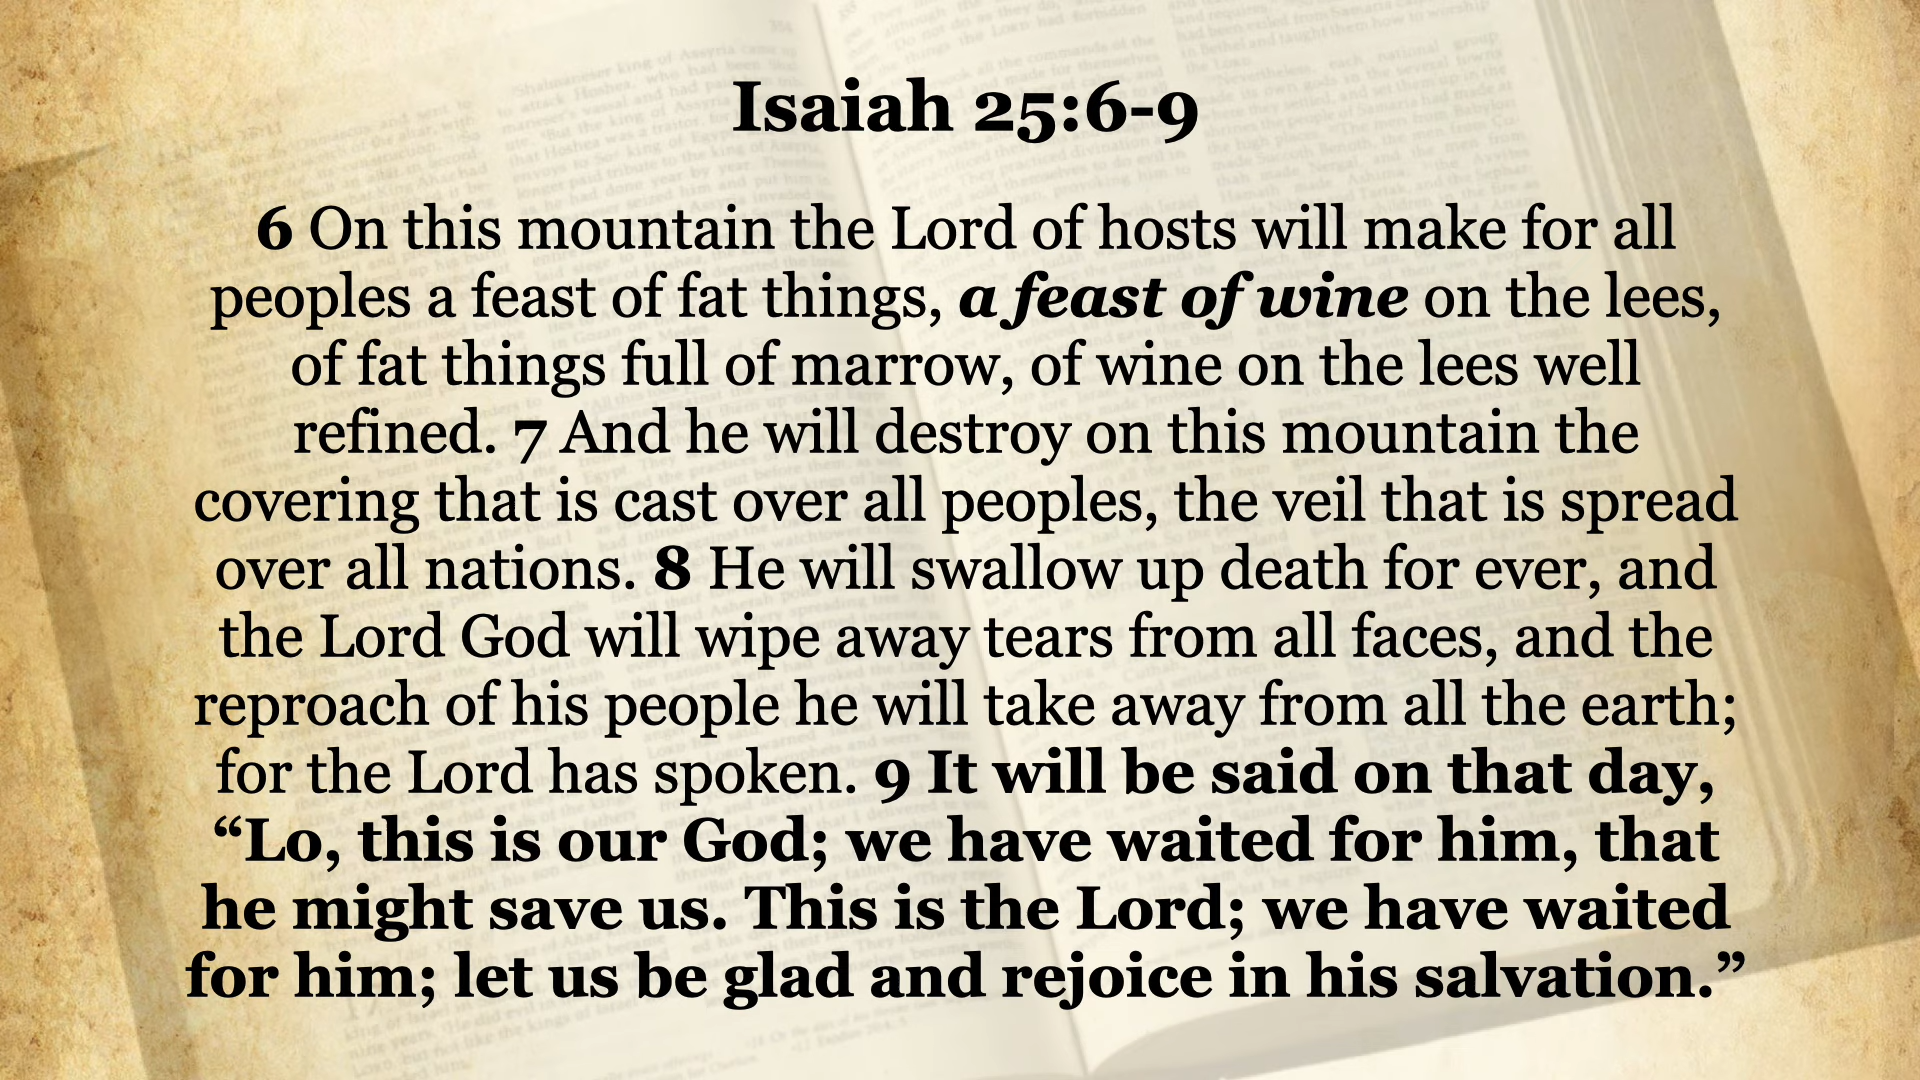 Isaiah 25:6-9
6 On this mountain the Lord of hosts will make for all
peoples a feast of fat things, a feast of wine on the lees,
of fat things full of marrow, of wine on the lees well
refined. 7 And he will destroy on this mountain the
covering that is cast over all peoples, the veil that is spread
over all nations. 8 He will swallow up death for ever, and
the Lord God will wipe away tears from all faces, and the
reproach of his people he will take away from all the earth;
for the Lord has spoken. 9 It will be said on that day,
“Lo, this is our God; we have waited for him, that
he might save us. This is the Lord; we have waited
for him; let us be glad and rejoice in his salvation.”